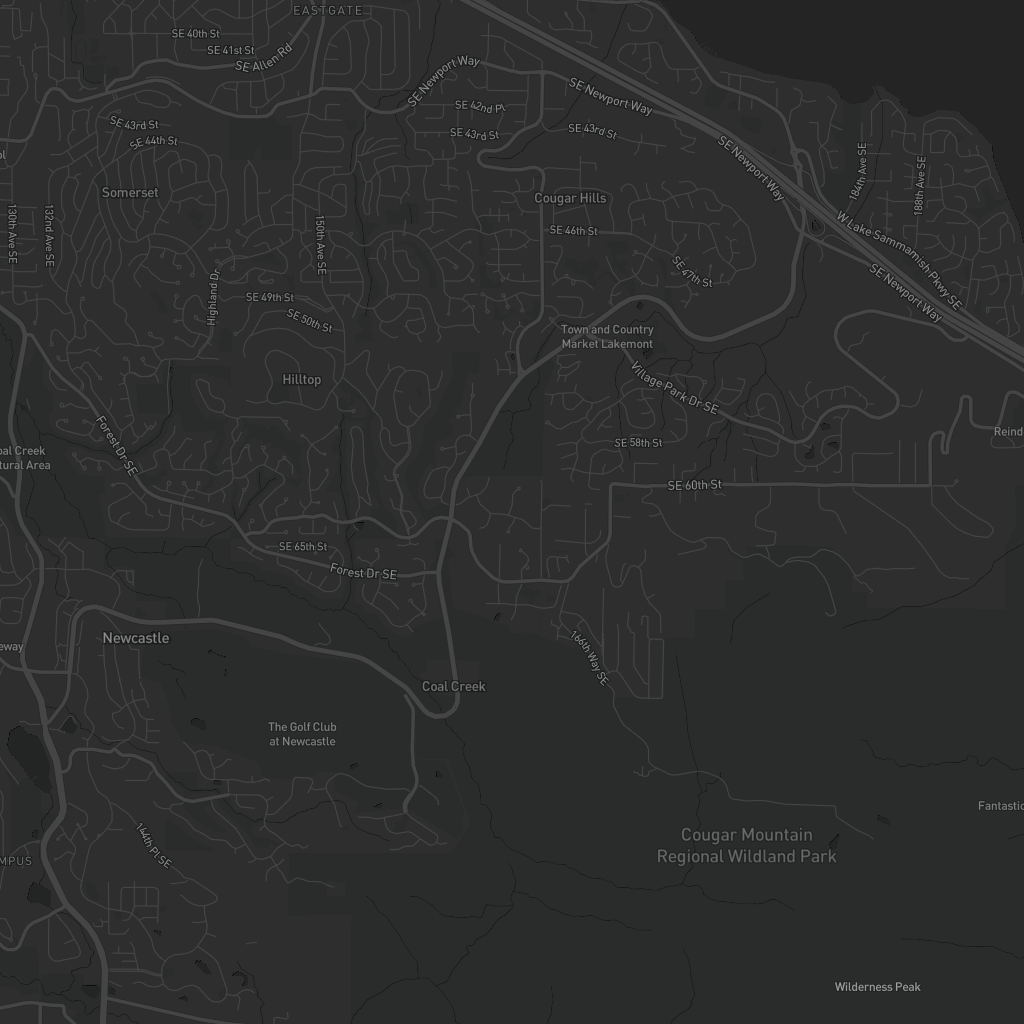 EASTGATE
SE 40th St
SE 41st St
SE Allen Rd
SE Newport Way
SE Newport Way
SE 42nd Pl
SE 43rd St
SE 43rd St
SE 44th St
SE 43rd St
SE Newport Way
Somerset
Cougar Hills
184th Ave SE
188th Ave SE
130th Ave SE
132nd Ave SE
150th Ave SE
SE 46th St
W Lake Sammamish Pkwy SE
SE 47th St
SE Newport Way
Highland Dr
SE 49th St
SE 50th St
Town and Country
Market Lakemont
Hilltop
Village Park Dr SE
Forest Dr SE
Reind
oal Creek
tural Area
SE 58th St
SE 60th St
SE 65th St
Forest Dr SE
Newcastle
eway
166th Way SE
Coal Creek
The Golf Club
at Newcastle
Fantastic
144th Pl SE
Cougar Mountain
Regional Wildland Park
MPUS
Wilderness Peak